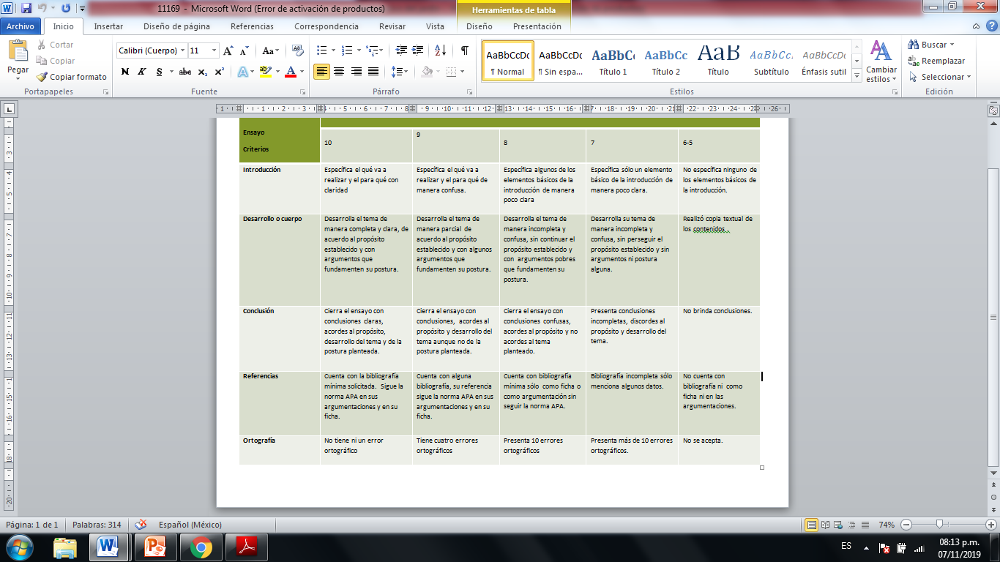 11169 - Microsoft Word (Error de activación de productos)
Herramientas de tabla
Archivo Inicio Insertar Diseño de página Referencias Correspondencia Revisar Vista Diseño Presentación
Pegar
Cortar
Copiar
Copiar formato
Portapapeles
Calibri (Cuerpo) 11
N K S abc x₂ x²
Fuente
Párrafo
AaBbCcDc
¶ Normal
AaBbCcDc
¶ Sin espa...
AaBbCc
Título 1
AaBbCc
Título 2
AaB
Título
AaBbCc.
Subtítulo
AaBbCcDc
Énfasis sutil
Cambiar
estilos
Estilos
Buscar
Reemplazar
Seleccionar
Edición
Ensayo
Criterios
10
9
8
7
6-5
Introducción
Específica el qué va a
realizar y el para qué con
claridad
Específica el qué va a
realizar y el para qué de
manera confusa.
Específica algunos de los
elementos básicos de la
introducción de manera
poco clara
Específica sólo un elemento
básico de la introducción de
manera poco clara.
No específica ninguno de
los elementos básicos de
la introducción.
Desarrollo o cuerpo
Desarrolla el tema de
manera completa y clara, de
acuerdo al propósito
establecido y con
argumentos que
fundamenten su postura.
Desarrolla el tema de
manera parcial de
acuerdo al propósito
establecido y con algunos
argumentos que
fundamenten su postura.
Desarrolla el tema de
manera incompleta y
confusa, sin continuar el
propósito establecido y
con argumentos pobres
que fundamenten su
postura.
Desarrolla su tema de
manera incompleta y
confusa, sin perseguir el
propósito establecido y sin
argumentos ni postura
alguna.
Realizó copia textual de
los contenidos .
Conclusión
Cierra el ensayo con
conclusiones claras,
acordes al propósito,
desarrollo del tema y de la
postura planteada.
Cierra el ensayo con
conclusiones, acordes al
propósito y desarrollo del
tema aunque no de la
postura planteada.
Cierra el ensayo con
conclusiones confusas,
acordes al propósito y no
acordes al tema
planteado.
Presenta conclusiones
incompletas, discordes al
propósito y desarrollo del
tema.
No brinda conclusiones.
Referencias
Cuenta con la bibliografía
mínima solicitada. Sigue la
norma APA en sus
argumentaciones y en su
ficha.
Cuenta con alguna
bibliografía, su referencia
sigue la norma APA en sus
argumentaciones y en su
ficha.
Cuenta con bibliografía
mínima sólo como ficha o
como argumentación sin
seguir la norma APA.
Bibliografía incompleta sólo
menciona algunos datos.
No cuenta con
bibliografía ni como
ficha ni en las
argumentaciones.
Ortografía
No tiene ni un error
ortográfico
Tiene cuatro errores
ortográficos
Presenta 10 errores
ortográficos
Presenta más de 10 errores
ortográficos.
No se acepta.
Página: 1 de 1 Palabras: 314 Español (México) 74%
ES
08:13 p.m.
07/11/2019